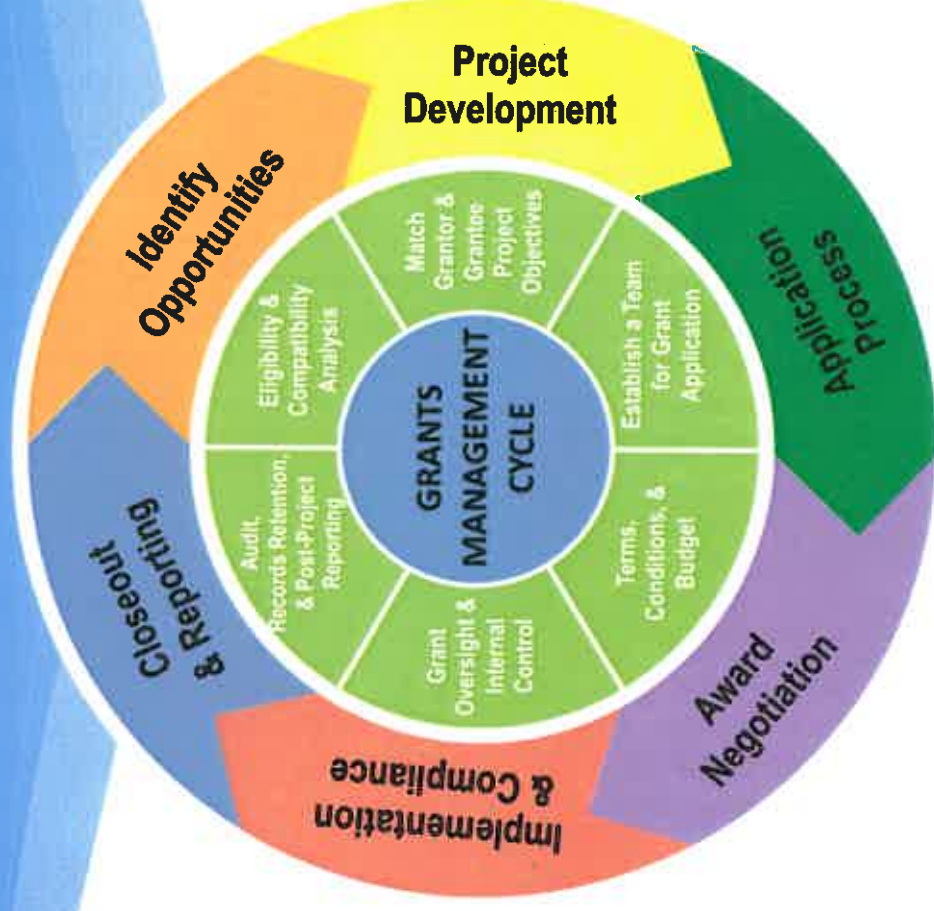 GRANTS
MANAGEMENT
CYCLE
Identify
Opportunities
Project
Development
Application
Process
Award
Negotiation
Implementation
& Compliance
Closeout
& Reporting
Eligibility &
Compatibility
Analysis
Match
Grantor &
Grantee
Project
Objectives
Establish a Team
for Grant
Application
Terms,
Conditions, &
Budget
Grant
Oversight &
Internal
Control
Audit,
Records Retention,
& Post-Project
Reporting